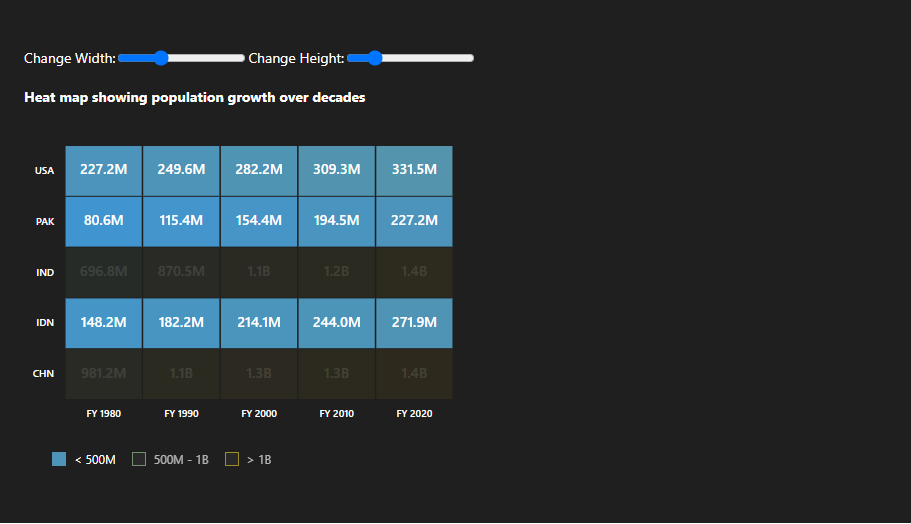 Change Width: Change Height:
Heat map showing population growth over decades
USA 227.2M 249.6M 282.2M 309.3M 331.5M
PAK 80.6M 115.4M 154.4M 194.5M 227.2M
IND 696.8M 870.5M 1.1B 1.2B 1.4B
IDN 148.2M 182.2M 214.1M 244.0M 271.9M
CHN 981.2M 1.1B 1.3B 1.3B 1.4B
FY 1980 FY 1990 FY 2000 FY 2010 FY 2020
< 500M 500M - 1B > 1B